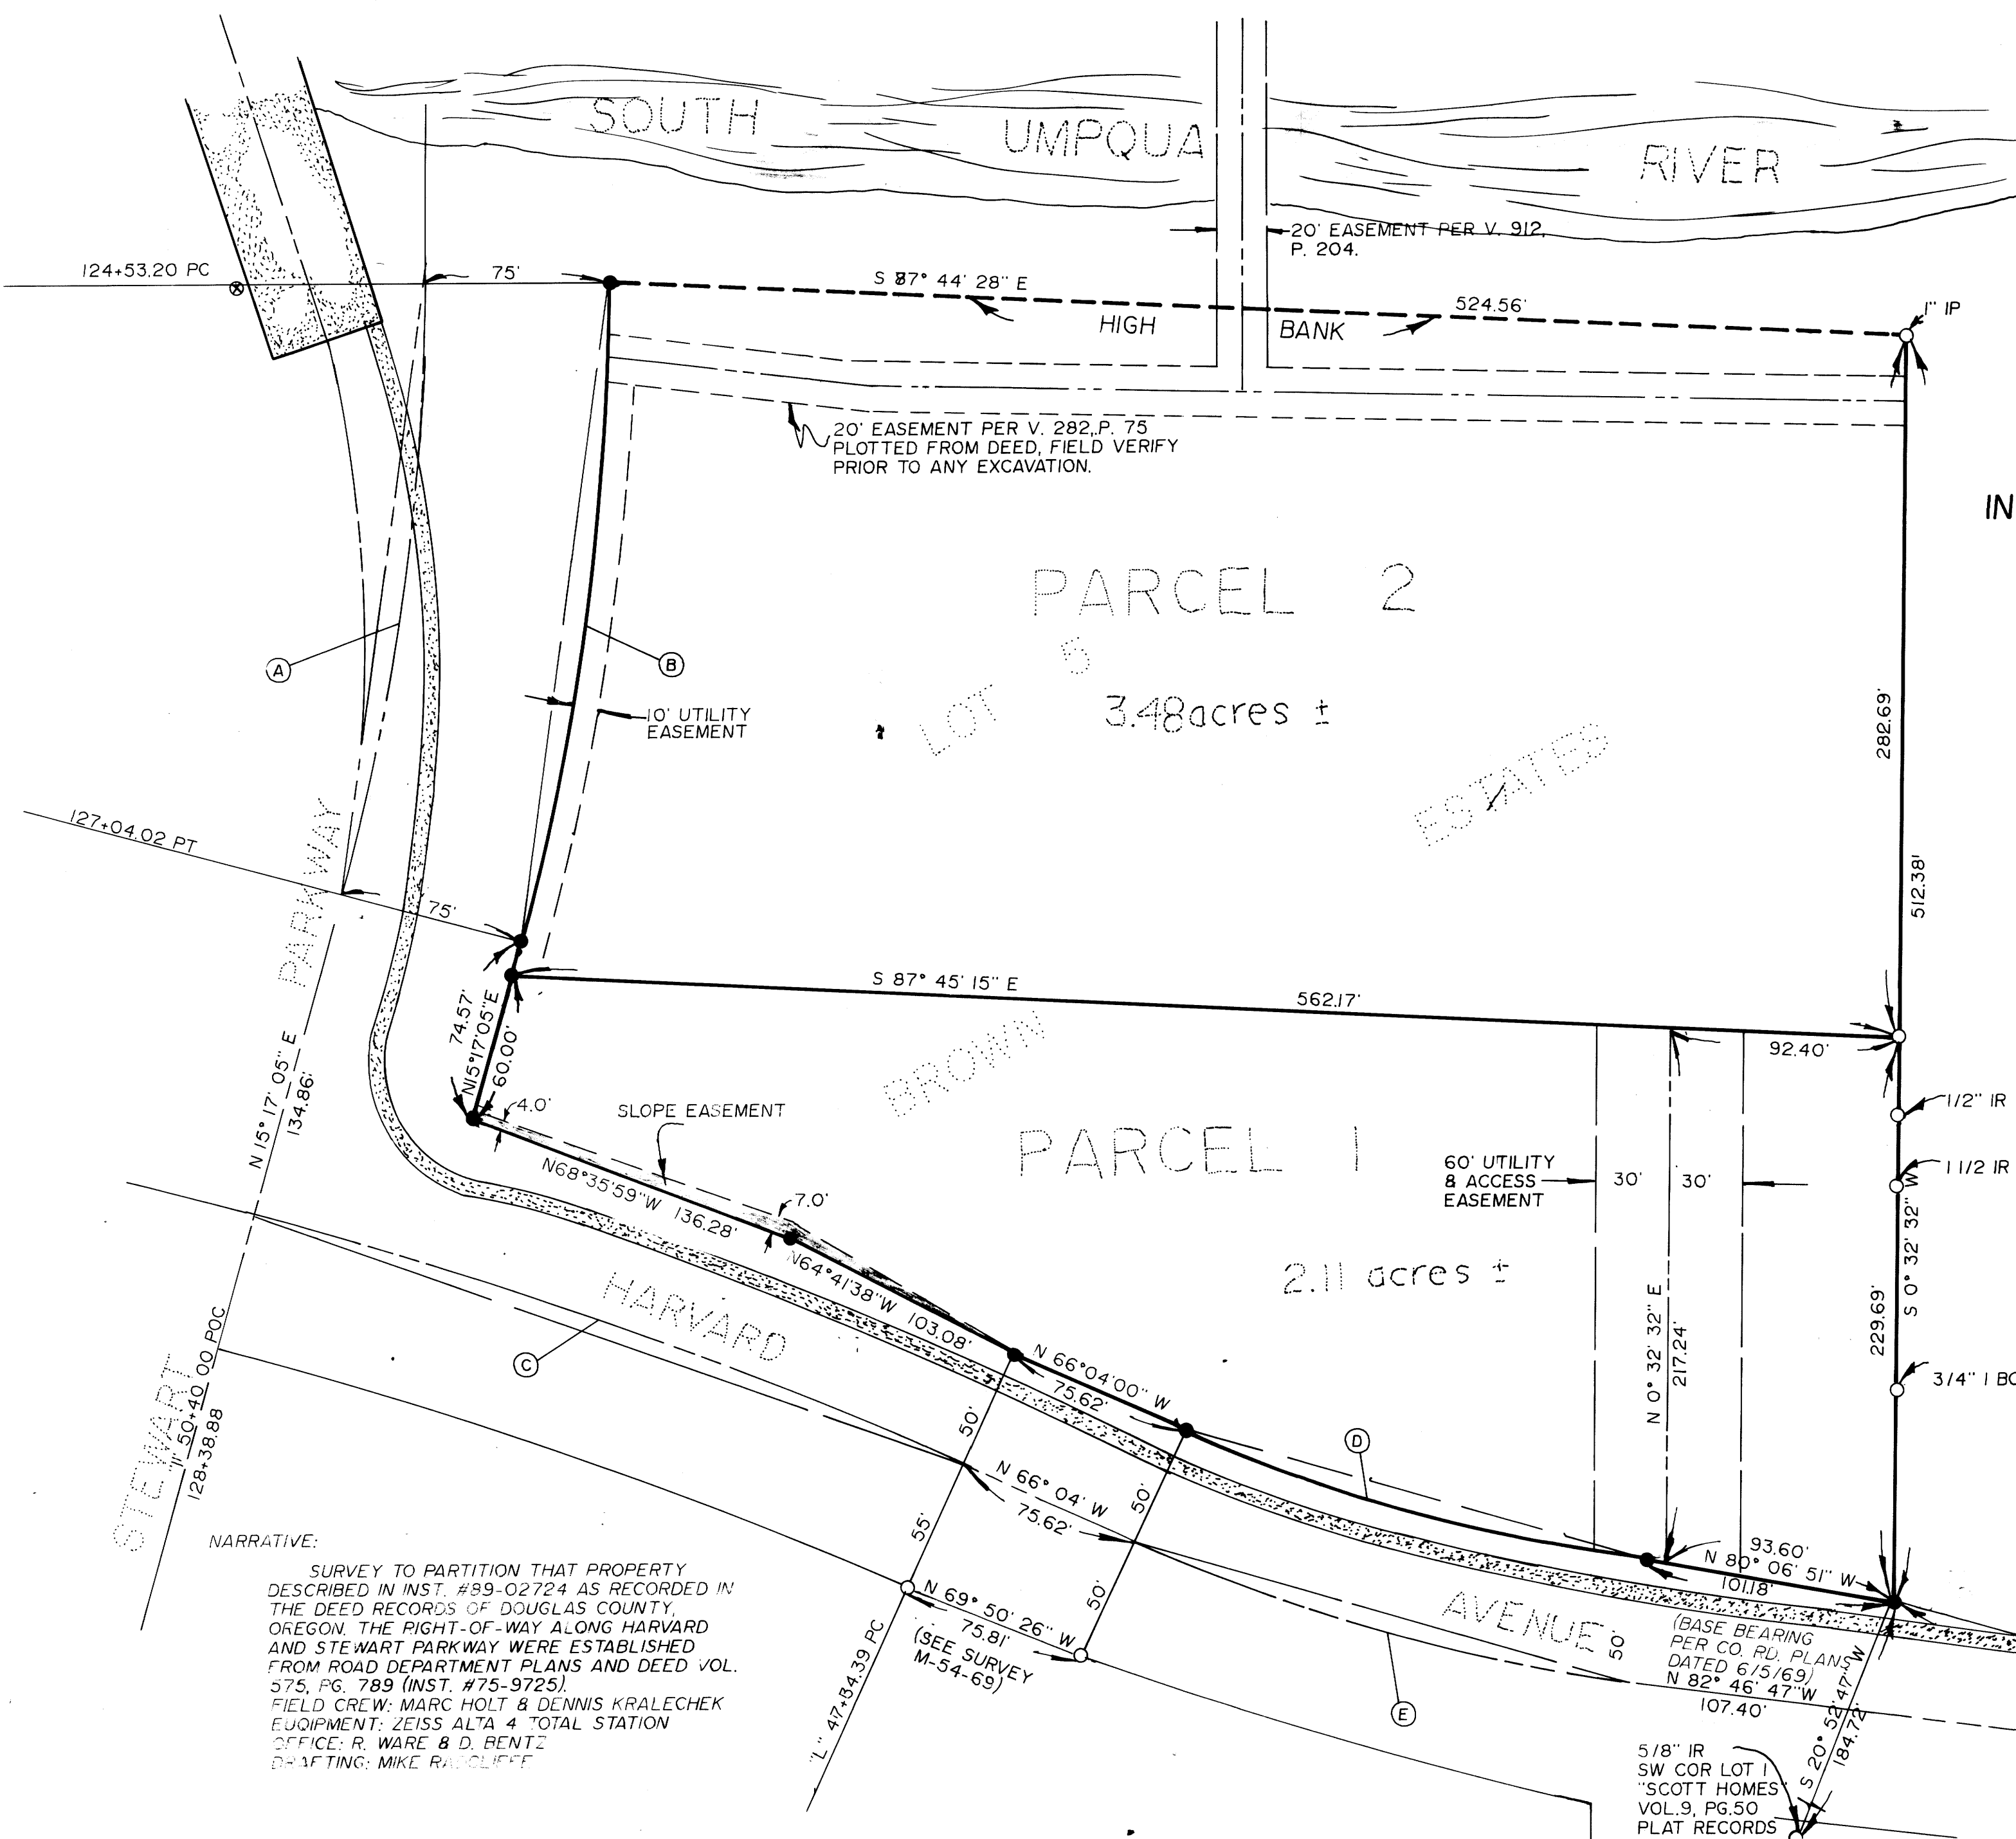 SOUTH UMPQUA RIVER
20' EASEMENT PER V. 912,
P. 204.
124+53.20 PC
75'
S 87° 44' 28" E
524.56'
HIGH BANK
1" IP
20' EASEMENT PER V. 282, P. 75
PLOTTED FROM DEED, FIELD VERIFY
PRIOR TO ANY EXCAVATION.
IN
PARCEL 2
LOT 5
3.48 acres ±
A
B
10' UTILITY
EASEMENT
282.69'
ESTATES
127+04.02 PT
75'
512.38'
PARKWAY
S 87° 45' 15" E
562.17'
92.40'
74.57'
N15°17'05"E
60.00'
N 15° 17' 05" E
134.86'
BROWN
4.0'
SLOPE EASEMENT
1/2" IR
PARCEL 1
60' UTILITY
& ACCESS
EASEMENT
30'
30'
1 1/2 IR
N68°35'59"W
136.28'
7.0'
S 0° 32' 32" W
2.11 acres ±
N64°41'38"W
103.08'
N 0° 32' 32" E
217.24'
229.69'
HARVARD
C
N 66°04'00" W
75.62'
3/4" I BO
50+40.00 POC
128+38.88
STEWART
50'
D
N 66° 04' W
75.62'
50'
55'
93.60'
N 80° 06' 51" W
101.18'
NARRATIVE:
SURVEY TO PARTITION THAT PROPERTY
DESCRIBED IN INST. #89-02724 AS RECORDED IN
THE DEED RECORDS OF DOUGLAS COUNTY,
OREGON. THE RIGHT-OF-WAY ALONG HARVARD
AND STEWART PARKWAY WERE ESTABLISHED
FROM ROAD DEPARTMENT PLANS AND DEED VOL.
575, PG. 789 (INST. #75-9725).
FIELD CREW: MARC HOLT & DENNIS KRALECHEK
EUQIPMENT: ZEISS ALTA 4 TOTAL STATION
OFFICE: R. WARE & D. BENTZ
DRAFTING: MIKE RADCLIFFE
N 69° 50' 26" W
75.81'
(SEE SURVEY
M-54-69)
50'
"L" 47+34.39 PC
AVENUE
50'
(BASE BEARING
PER CO. RD. PLANS
DATED 6/5/69)
N 82° 46' 47"W
107.40'
E
S 20° 52' 47" W
184.72'
5/8" IR
SW COR LOT 1
"SCOTT HOMES"
VOL.9, PG.50
PLAT RECORDS